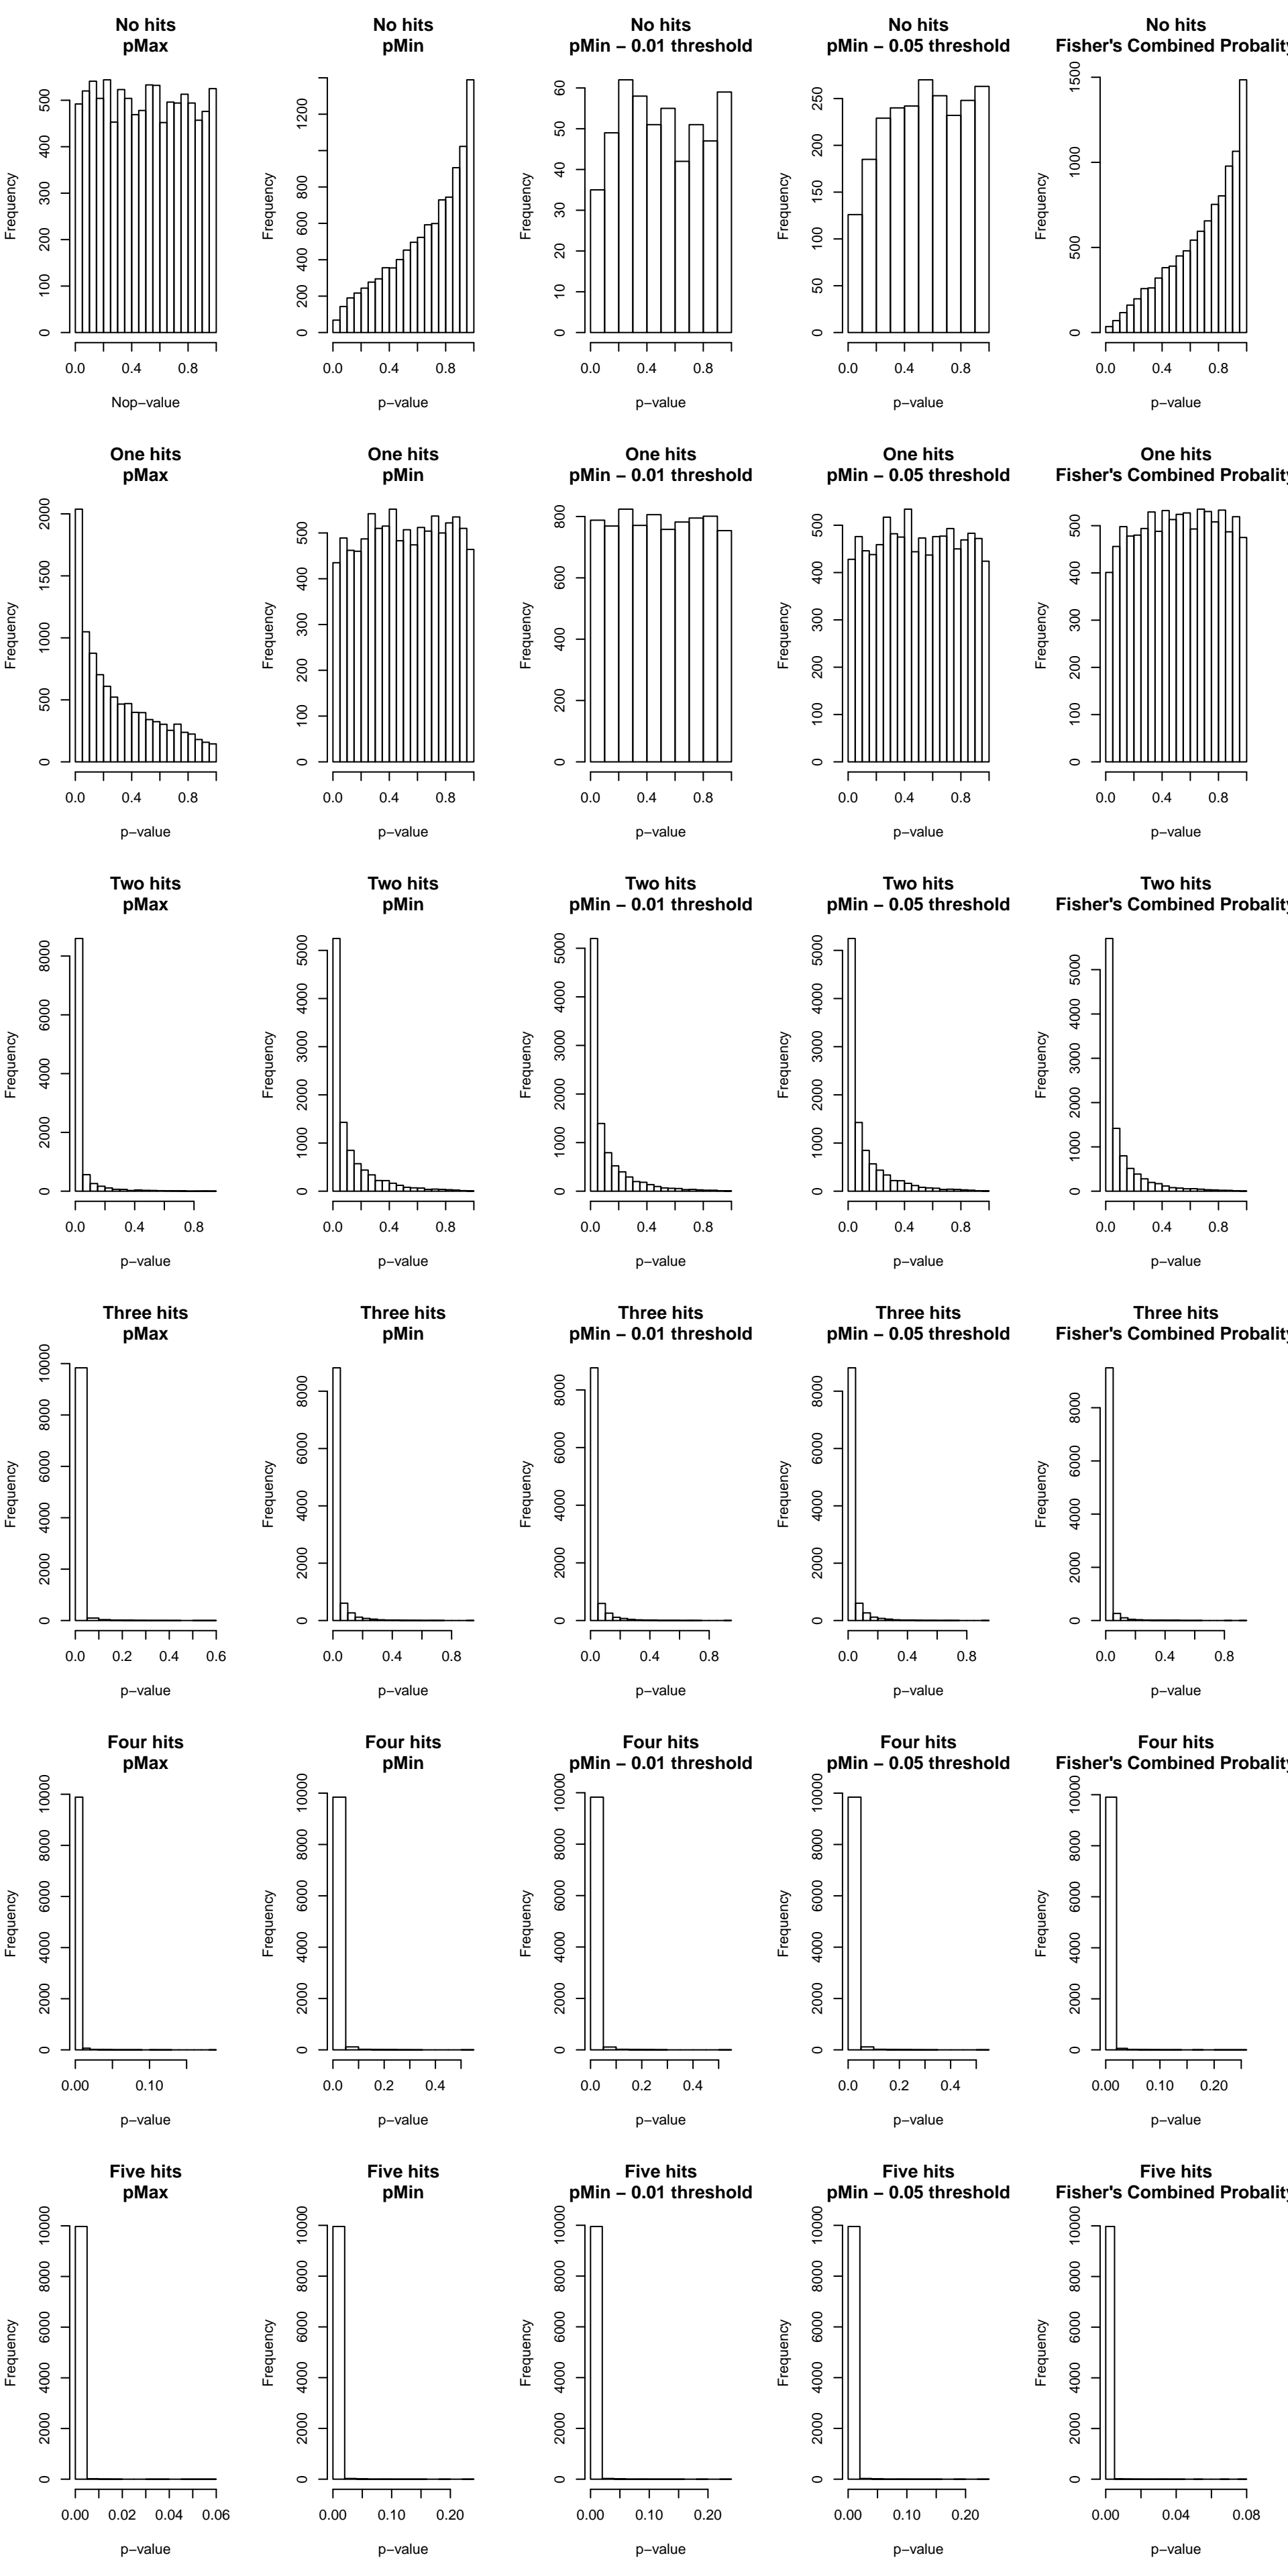 No hits
pMax
Frequency
0 100 200 300 400 500
0.0 0.4 0.8
Nop−value
No hits
pMin
Frequency
0 200 400 600 800 1200
0.0 0.4 0.8
p−value
No hits
pMin − 0.01 threshold
Frequency
0 10 20 30 40 50 60
0.0 0.4 0.8
p−value
No hits
pMin − 0.05 threshold
Frequency
0 50 100 150 200 250
0.0 0.4 0.8
p−value
No hits
Fisher's Combined Probality
Frequency
0 500 1000 1500
0.0 0.4 0.8
p−value
One hits
pMax
Frequency
0 500 1000 1500 2000
0.0 0.4 0.8
p−value
One hits
pMin
Frequency
0 100 200 300 400 500
0.0 0.4 0.8
p−value
One hits
pMin − 0.01 threshold
Frequency
0 200 400 600 800
0.0 0.4 0.8
p−value
One hits
pMin − 0.05 threshold
Frequency
0 100 200 300 400 500
0.0 0.4 0.8
p−value
One hits
Fisher's Combined Probality
Frequency
0 100 200 300 400 500
0.0 0.4 0.8
p−value
Two hits
pMax
Frequency
0 2000 4000 6000 8000
0.0 0.4 0.8
p−value
Two hits
pMin
Frequency
0 1000 2000 3000 4000 5000
0.0 0.4 0.8
p−value
Two hits
pMin − 0.01 threshold
Frequency
0 1000 2000 3000 4000 5000
0.0 0.4 0.8
p−value
Two hits
pMin − 0.05 threshold
Frequency
0 1000 2000 3000 4000 5000
0.0 0.4 0.8
p−value
Two hits
Fisher's Combined Probality
Frequency
0 1000 2000 3000 4000 5000
0.0 0.4 0.8
p−value
Three hits
pMax
Frequency
0 2000 4000 6000 8000 10000
0.0 0.2 0.4 0.6
p−value
Three hits
pMin
Frequency
0 2000 4000 6000 8000
0.0 0.4 0.8
p−value
Three hits
pMin − 0.01 threshold
Frequency
0 2000 4000 6000 8000
0.0 0.4 0.8
p−value
Three hits
pMin − 0.05 threshold
Frequency
0 2000 4000 6000 8000
0.0 0.4 0.8
p−value
Three hits
Fisher's Combined Probality
Frequency
0 2000 4000 6000 8000
0.0 0.4 0.8
p−value
Four hits
pMax
Frequency
0 2000 4000 6000 8000 10000
0.00 0.10
p−value
Four hits
pMin
Frequency
0 2000 4000 6000 8000 10000
0.0 0.2 0.4
p−value
Four hits
pMin − 0.01 threshold
Frequency
0 2000 4000 6000 8000 10000
0.0 0.2 0.4
p−value
Four hits
pMin − 0.05 threshold
Frequency
0 2000 4000 6000 8000 10000
0.0 0.2 0.4
p−value
Four hits
Fisher's Combined Probality
Frequency
0 2000 4000 6000 8000 10000
0.00 0.10 0.20
p−value
Five hits
pMax
Frequency
0 2000 4000 6000 8000 10000
0.00 0.02 0.04 0.06
p−value
Five hits
pMin
Frequency
0 2000 4000 6000 8000 10000
0.00 0.10 0.20
p−value
Five hits
pMin − 0.01 threshold
Frequency
0 2000 4000 6000 8000 10000
0.00 0.10 0.20
p−value
Five hits
pMin − 0.05 threshold
Frequency
0 2000 4000 6000 8000 10000
0.00 0.10 0.20
p−value
Five hits
Fisher's Combined Probality
Frequency
0 2000 4000 6000 8000 10000
0.00 0.04 0.08
p−value